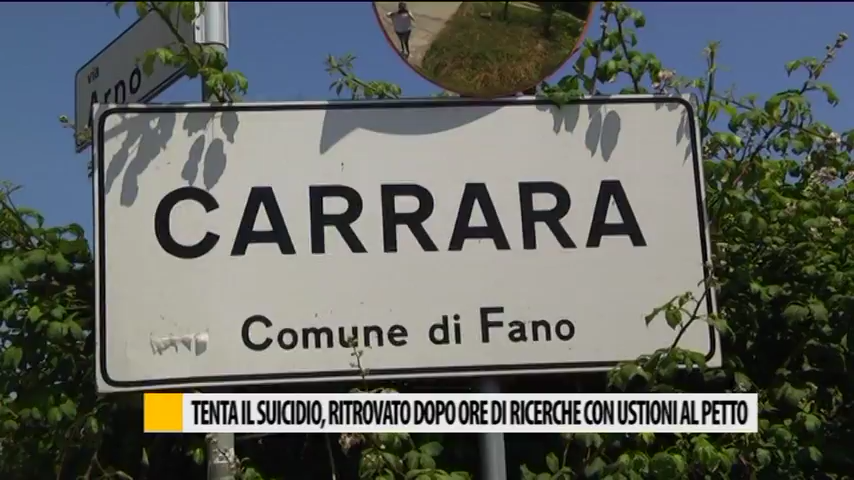 via
Arno
CARRARA
Comune di Fano
TENTA IL SUICIDIO, RITROVATO DOPO ORE DI RICERCHE CON USTIONI AL PETTO